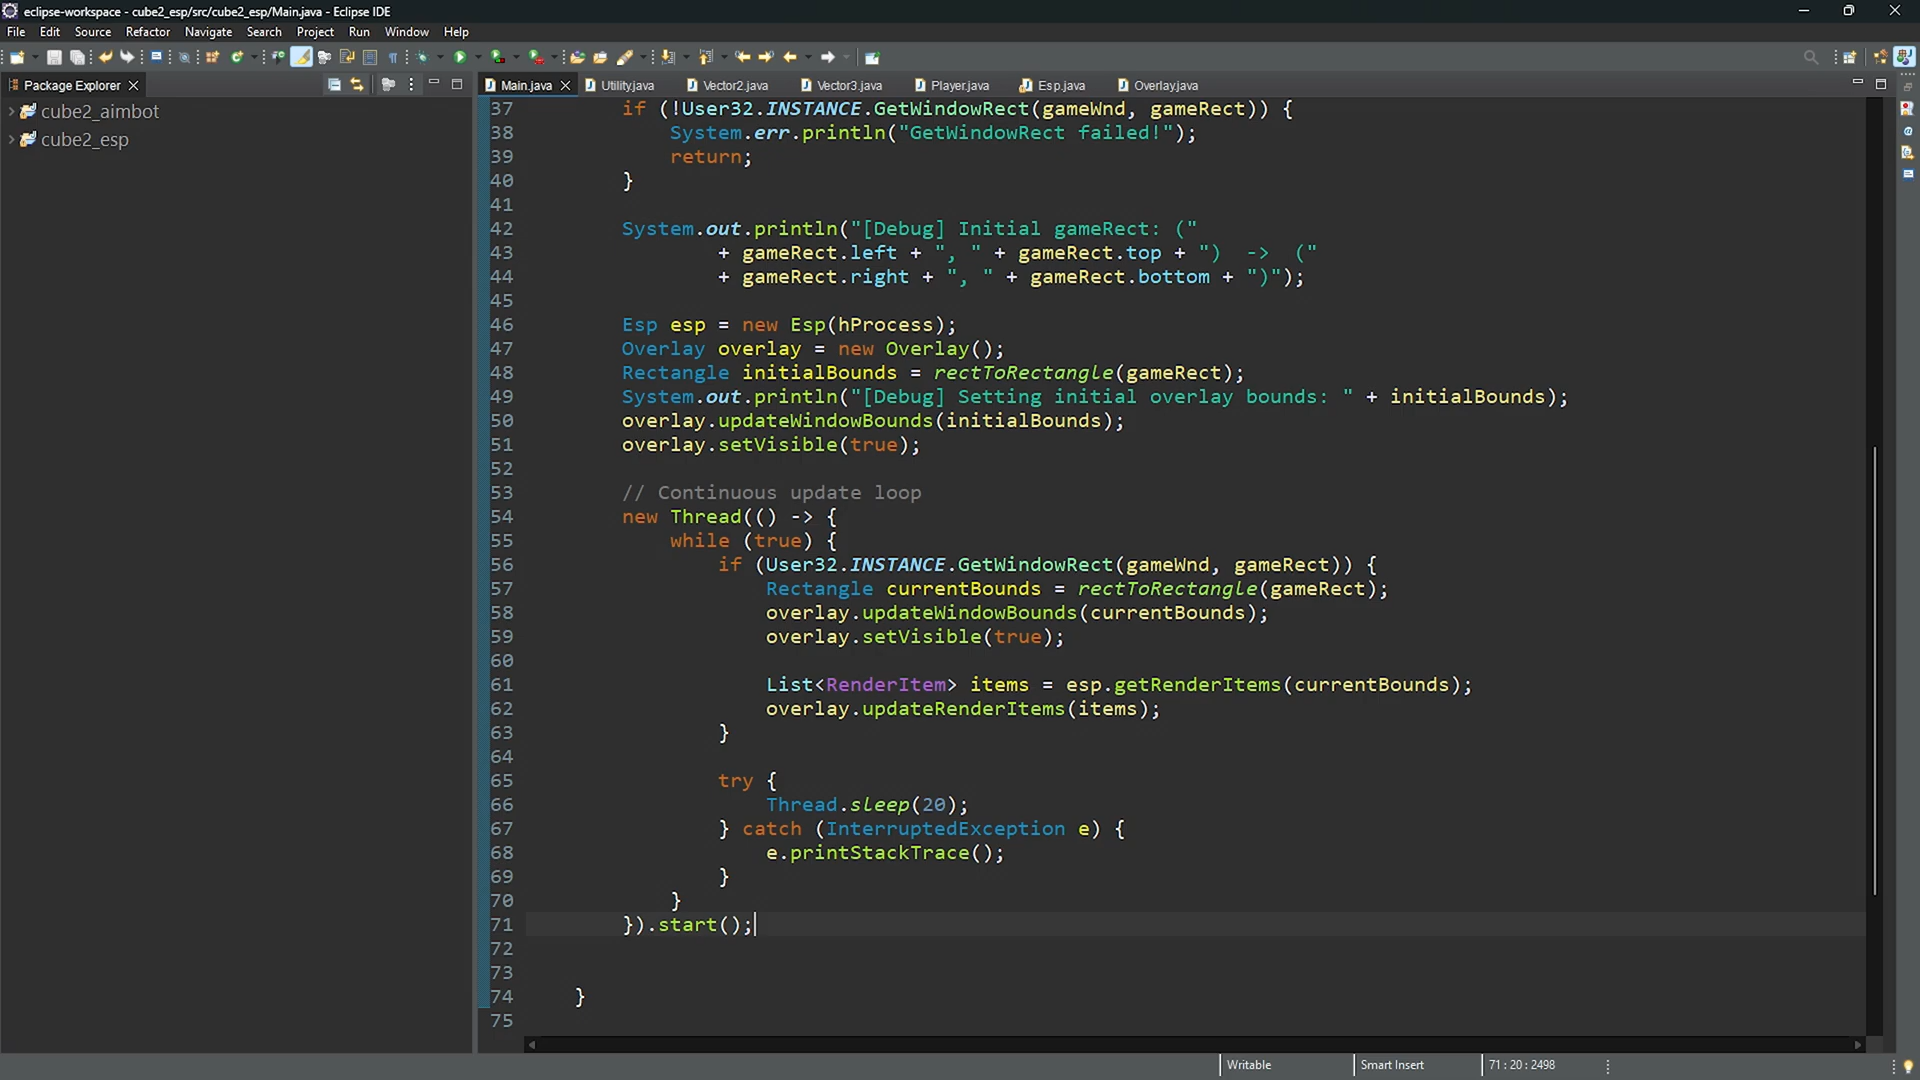 eclipse-workspace - cube2_esp/src/cube2_esp/Main.java - Eclipse IDE
File Edit Source Refactor Navigate Search Project Run Window Help
Package Explorer
Main.java Utility.java Vector2.java Vector3.java Player.java Esp.java Overlay.java
cube2_aimbot
cube2_esp
37 if (!User32.INSTANCE.GetWindowRect(gameWnd, gameRect)) {
38 System.err.println("GetWindowRect failed!");
39 return;
40 }
41
42 System.out.println("[Debug] Initial gameRect: ("
43 + gameRect.left + ", " + gameRect.top + ") -> ("
44 + gameRect.right + ", " + gameRect.bottom + ")");
45
46 Esp esp = new Esp(hProcess);
47 Overlay overlay = new Overlay();
48 Rectangle initialBounds = rectToRectangle(gameRect);
49 System.out.println("[Debug] Setting initial overlay bounds: " + initialBounds);
50 overlay.updateWindowBounds(initialBounds);
51 overlay.setVisible(true);
52
53 // Continuous update loop
54 new Thread(() -> {
55 while (true) {
56 if (User32.INSTANCE.GetWindowRect(gameWnd, gameRect)) {
57 Rectangle currentBounds = rectToRectangle(gameRect);
58 overlay.updateWindowBounds(currentBounds);
59 overlay.setVisible(true);
60
61 List<RenderItem> items = esp.getRenderItems(currentBounds);
62 overlay.updateRenderItems(items);
63 }
64
65 try {
66 Thread.sleep(20);
67 } catch (InterruptedException e) {
68 e.printStackTrace();
69 }
70 }
71 }).start();
72
73
74 }
75
Writable Smart Insert 71 : 20 : 2498